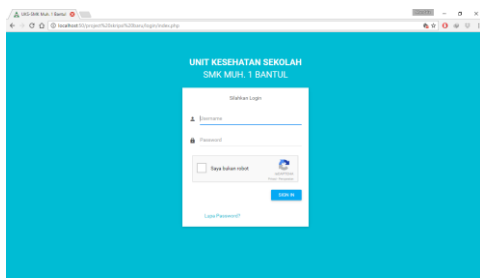 UKS-SMK Muh. 1 Bantul
UNIT KESEHATAN SEKOLAH
SMK MUH. 1 BANTUL
Silahkan Login
Username
Password
Saya bukan robot
reCAPTCHA
SIGN IN
Lupa Password?